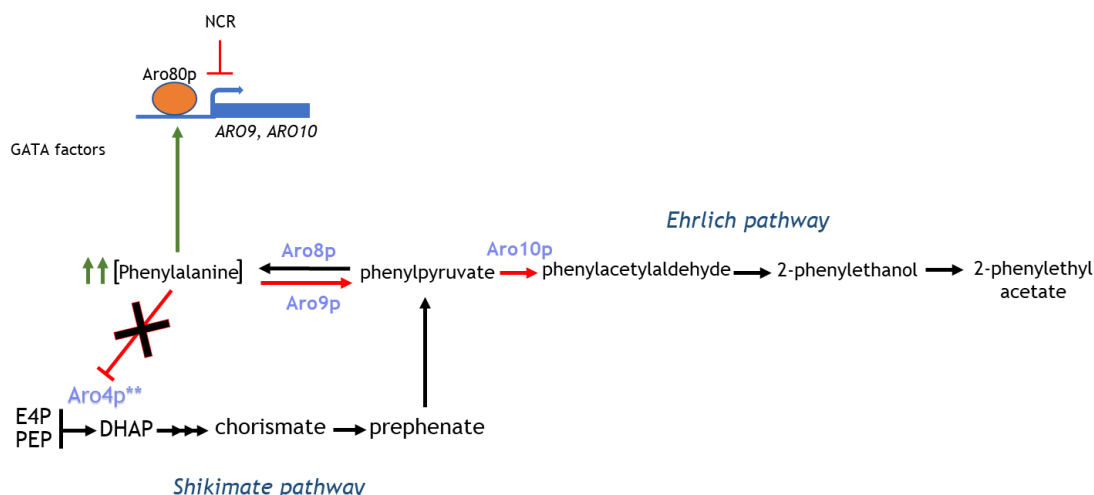 NCR
Aro80p
ARO9, ARO10
GATA factors
Ehrlich pathway
[Phenylalanine]
Aro8p
Aro9p
phenylpyruvate
Aro10p
phenylacetylaldehyde
2-phenylethanol
2-phenylethyl
acetate
Aro4p**
E4P
PEP
DHAP
chorismate
prephenate
Shikimate pathway